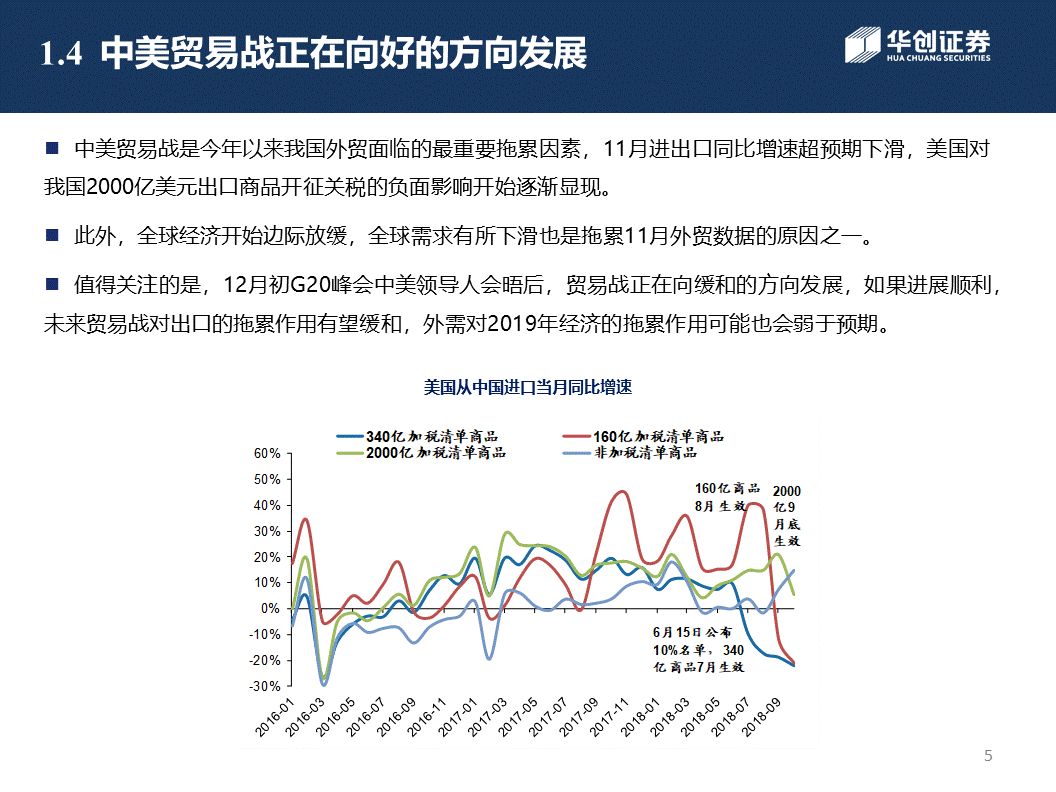 1.4 中美贸易战正在向好的方向发展
华创证券
HUA CHUANG SECURITIES
■ 中美贸易战是今年以来我国外贸面临的最重要拖累因素，11月进出口同比增速超预期下滑，美国对
我国2000亿美元出口商品开征关税的负面影响开始逐渐显现。
■ 此外，全球经济开始边际放缓，全球需求有所下滑也是拖累11月外贸数据的原因之一。
■ 值得关注的是，12月初G20峰会中美领导人会晤后，贸易战正在向缓和的方向发展，如果进展顺利，
未来贸易战对出口的拖累作用有望缓和，外需对2019年经济的拖累作用可能也会弱于预期。
美国从中国进口当月同比增速
340亿加税清单商品
160亿加税清单商品
2000亿加税清单商品
非加税清单商品
60%
50%
40%
30%
20%
10%
0%
-10%
-20%
-30%
160亿商品
8月生效
2000
亿9
月底
生效
6月15日公布
10%名单，340
亿商品7月生效
2016-01
2016-03
2016-05
2016-07
2016-09
2016-11
2017-01
2017-03
2017-05
2017-07
2017-09
2017-11
2018-01
2018-03
2018-05
2018-07
2018-09
5